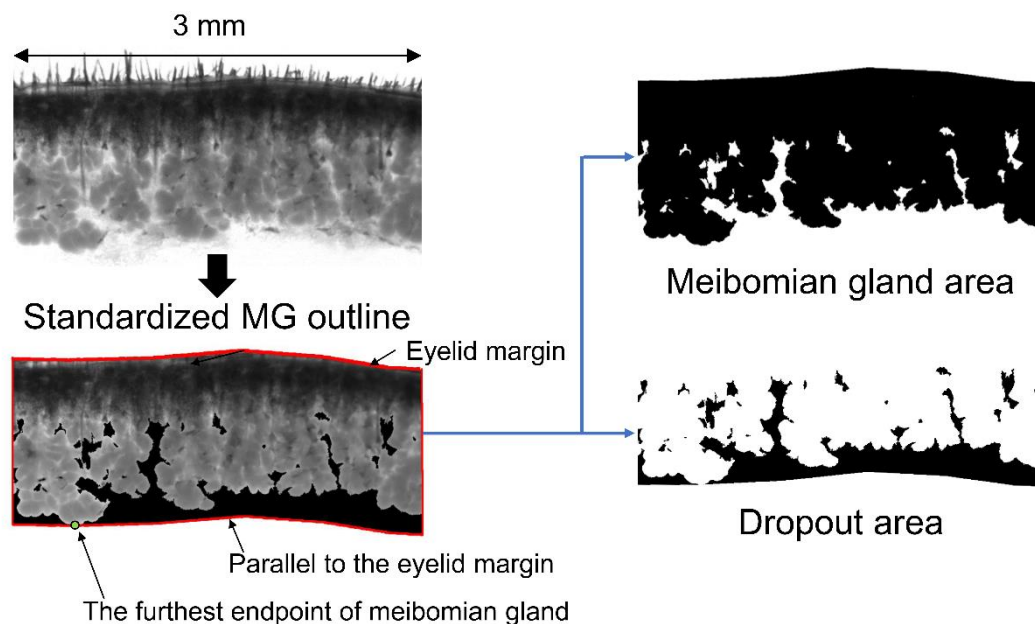 3 mm
Standardized MG outline
Eyelid margin
Parallel to the eyelid margin
The furthest endpoint of meibomian gland
Meibomian gland area
Dropout area